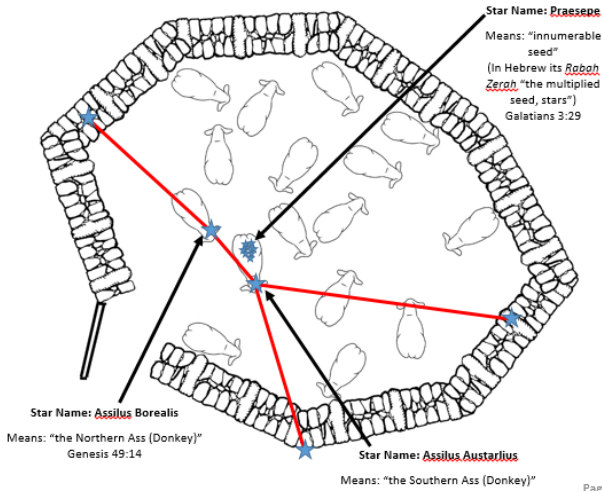 Star Name: Praesepe
Means: “innumerable
seed”
(In Hebrew its Rabah
Zerah “the multiplied
seed, stars”)
Galatians 3:29
Star Name: Assilus Borealis
Means: “the Northern Ass (Donkey)”
Genesis 49:14
Star Name: Assilus Austarlius
Means: “the Southern Ass (Donkey)”